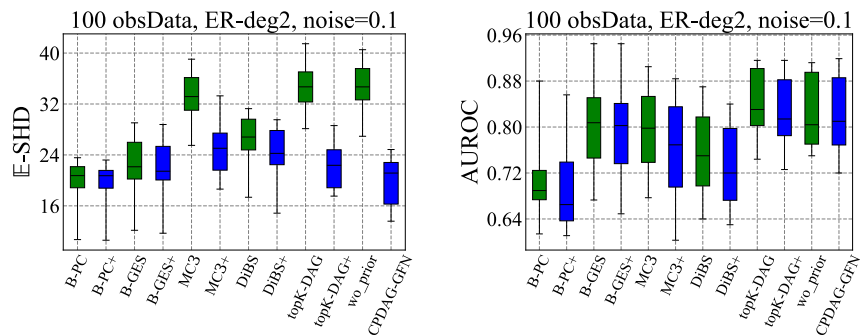 100 obsData, ER-deg2, noise=0.1
𝔼-SHD
40
32
24
16
B-PC
B-PC+
B-GES
B-GES+
MC3
MC3+
DiBS
DiBS+
topK-DAG
topK-DAG+
wo_prior
CPDAG-GFN
100 obsData, ER-deg2, noise=0.1
AUROC
0.96
0.88
0.80
0.72
0.64
B-PC
B-PC+
B-GES
B-GES+
MC3
MC3+
DiBS
DiBS+
topK-DAG
topK-DAG+
wo_prior
CPDAG-GFN